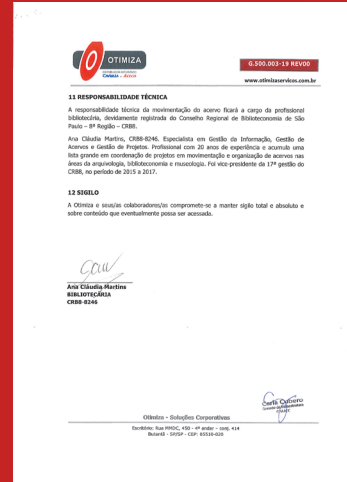 OTIMIZA
G.500.003-19 REV00
www.otimizaservices.com.br
11 RESPONSABILIDADE TÉCNICA
A responsabilidade técnica da movimentação do acervo ficará a cargo da profissional
bibliotecária, devidamente registrada do Conselho Regional de Biblioteconomia de São
Paulo – 8ª Região – CRB8.
Ana Cláudia Martins, CRB8-8246. Especialista em Gestão da Informação, Gestão de
Acervos e Gestão de Projetos. Profissional com 20 anos de experiência e acumula uma
lista grande em coordenação de projetos em movimentação e organização de acervos nas
áreas da arquivologia, biblioteconomia e museologia, Foi vice-presidente da 17ª gestão do
CRB8, no período de 2015 a 2017.
12 SIGILO
A Otimiza e seus/as colaboradores/as compromete-se a manter sigilo total e absoluto e
sobre conteúdo que eventualmente possa ser acessada.
Ana Cláudia Martins
BIBLIOTECÁRIA
CRB8-8246
Carla Cubero
Otimiza – Soluções Corporativas
Escritório: Rua MMDC, 450 - 4º andar – conj. 414
Butantã - SP/SP - CEP: 05510-020